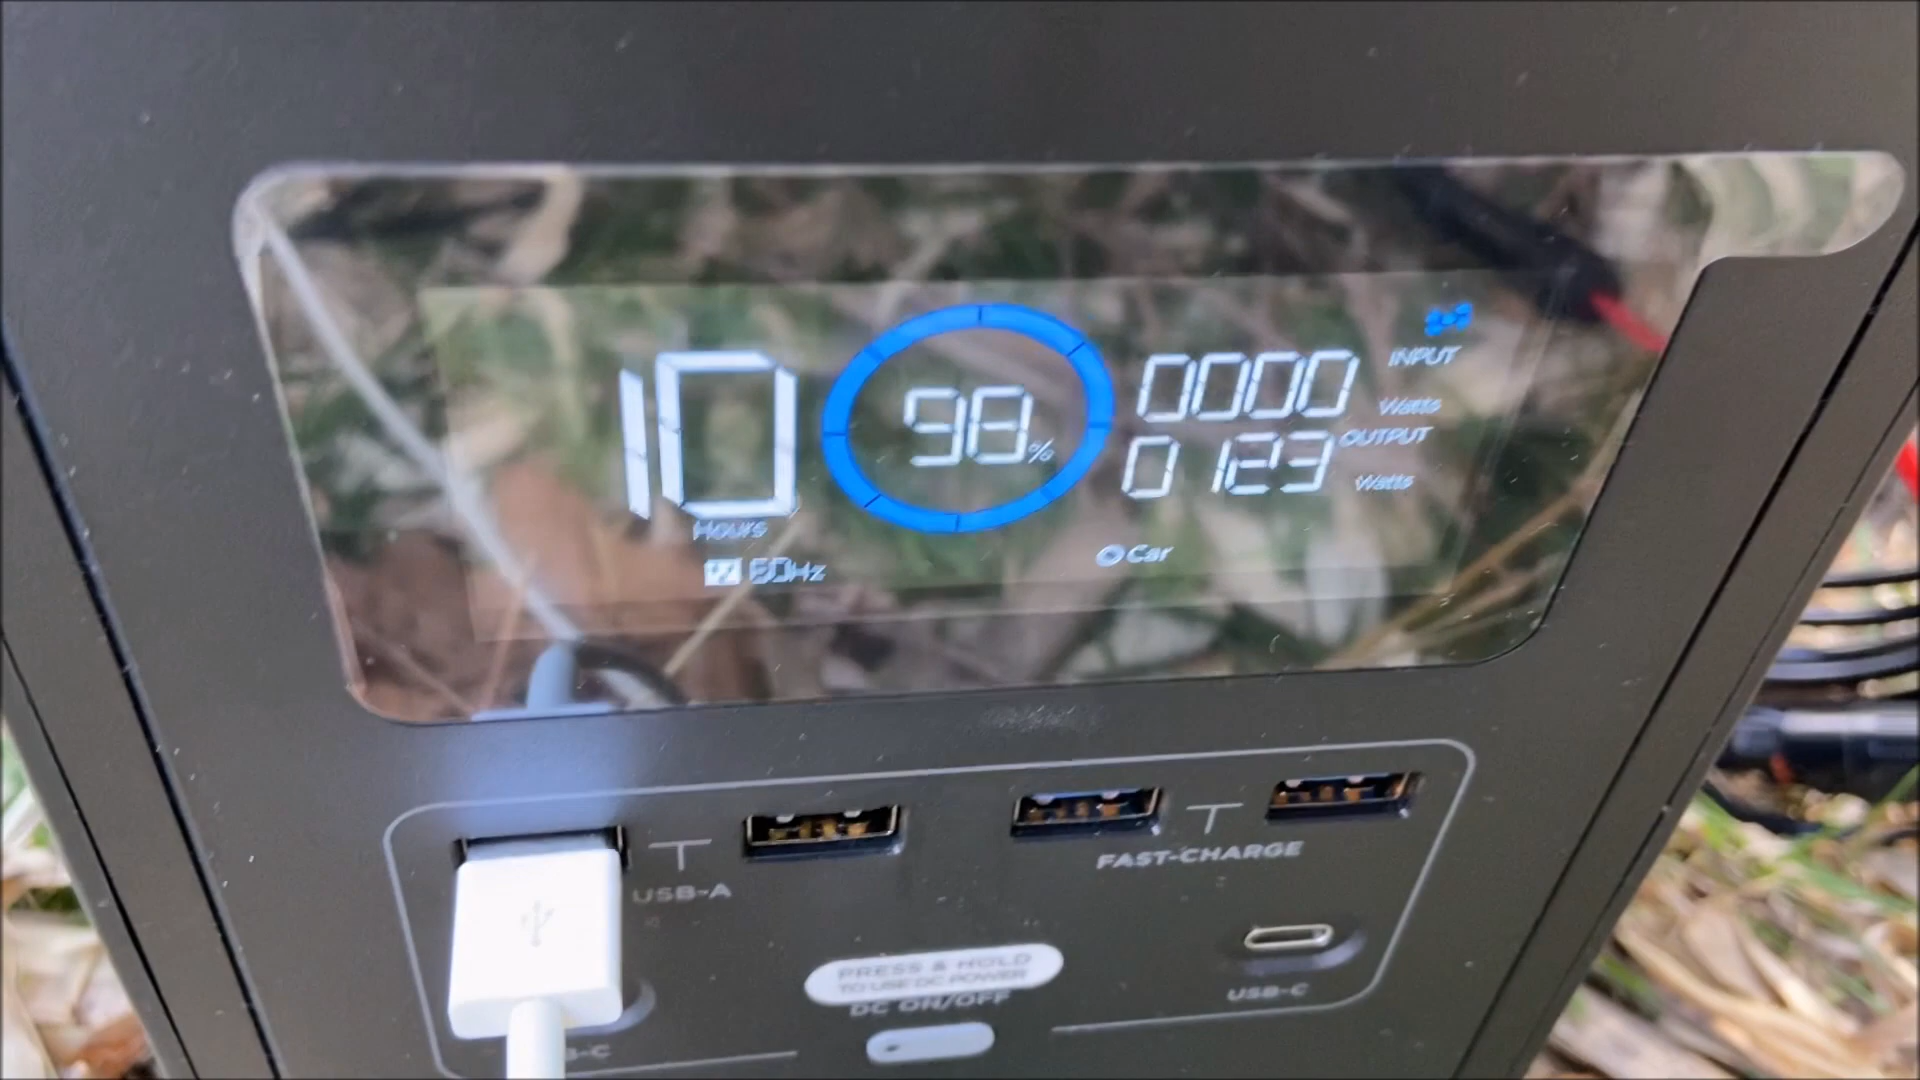 10
Hours
60Hz
98%
0000
INPUT
Watts
0123
OUTPUT
Watts
Car
USB-A
FAST-CHARGE
PRESS & HOLD
TO USE DC POWER
DC ON/OFF
USB-C
B-C